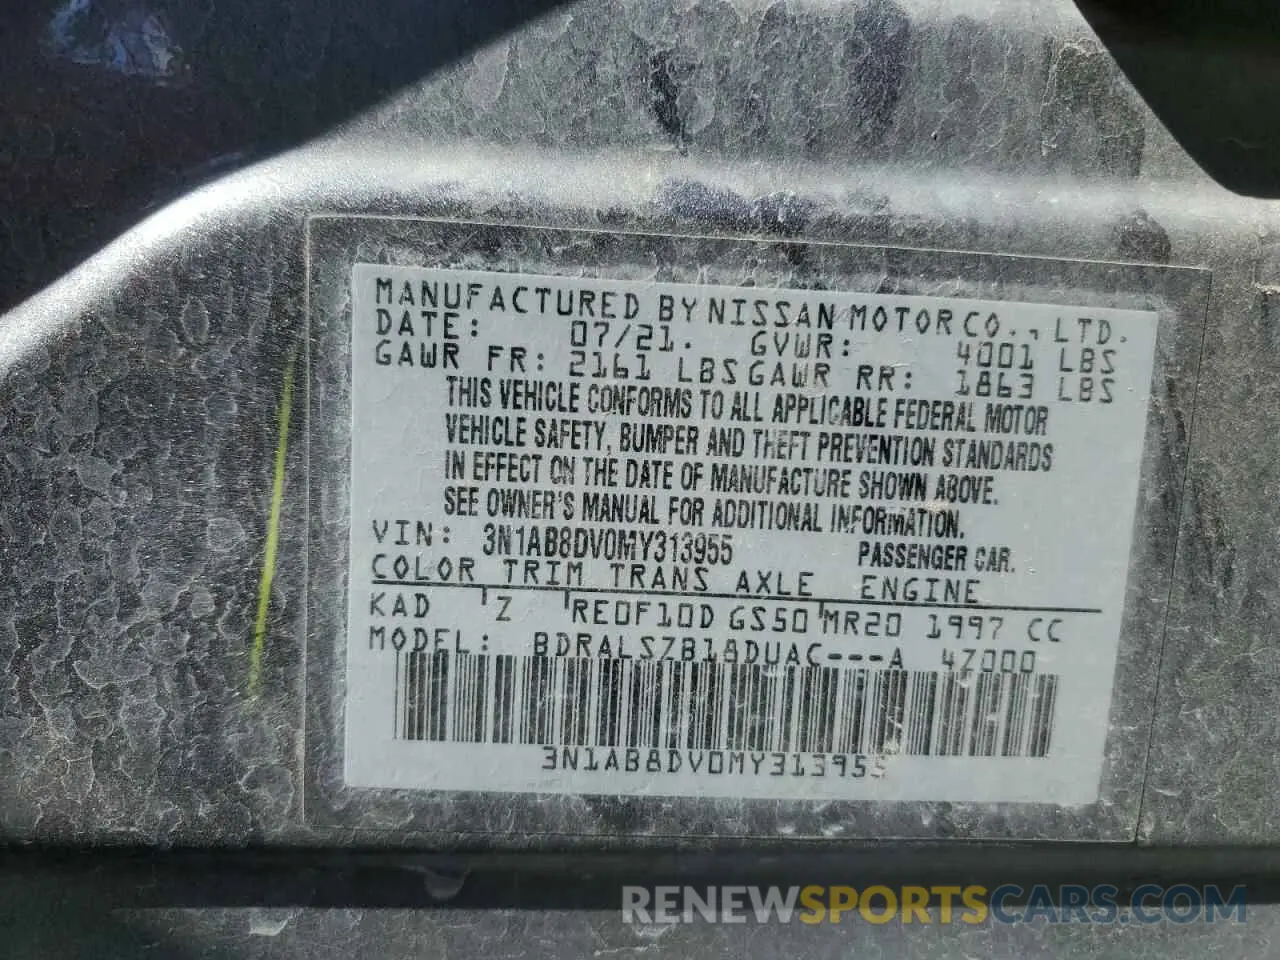 MANUFACTURED BY NISSAN MOTOR CO., LTD.
DATE: 07/21. GVWR: 4001 LBS
GAWR FR: 2161 LBS GAWR RR: 1863 LBS
THIS VEHICLE CONFORMS TO ALL APPLICABLE FEDERAL MOTOR
VEHICLE SAFETY, BUMPER AND THEFT PREVENTION STANDARDS
IN EFFECT ON THE DATE OF MANUFACTURE SHOWN ABOVE.
SEE OWNER'S MANUAL FOR ADDITIONAL INFORMATION.
VIN: 3N1AB8DV0MY313955 PASSENGER CAR.
COLOR TRIM TRANS AXLE ENGINE
KAD Z RE0F10D GS50 MR20 1997 CC
MODEL: BDRALSZB18DUAC---A 4Z000
3N1AB8DV0MY313955
RENEWSPORTSCARS.COM